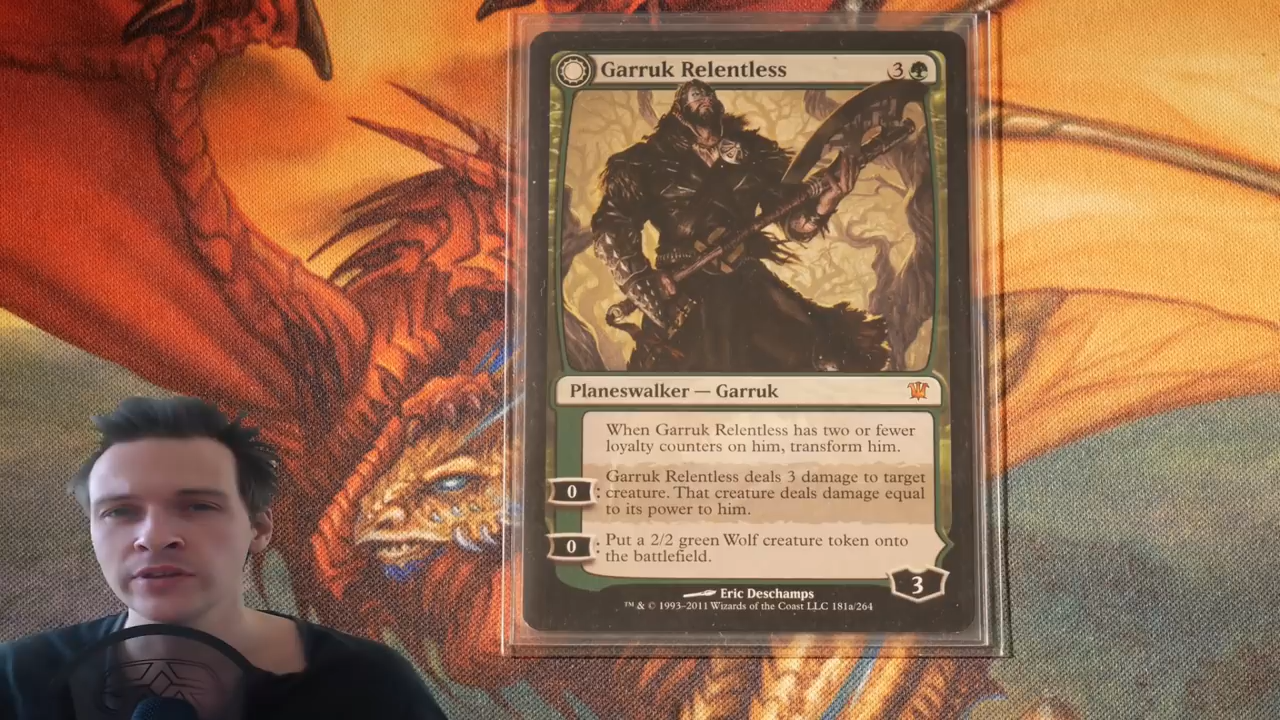 Garruk Relentless 3
Planeswalker — Garruk
When Garruk Relentless has two or fewer
loyalty counters on him, transform him.
0 : Garruk Relentless deals 3 damage to target
creature. That creature deals damage equal
to its power to him.
0 : Put a 2/2 green Wolf creature token onto
the battlefield.
3
Eric Deschamps
™ & © 1993–2011 Wizards of the Coast LLC 181a/264